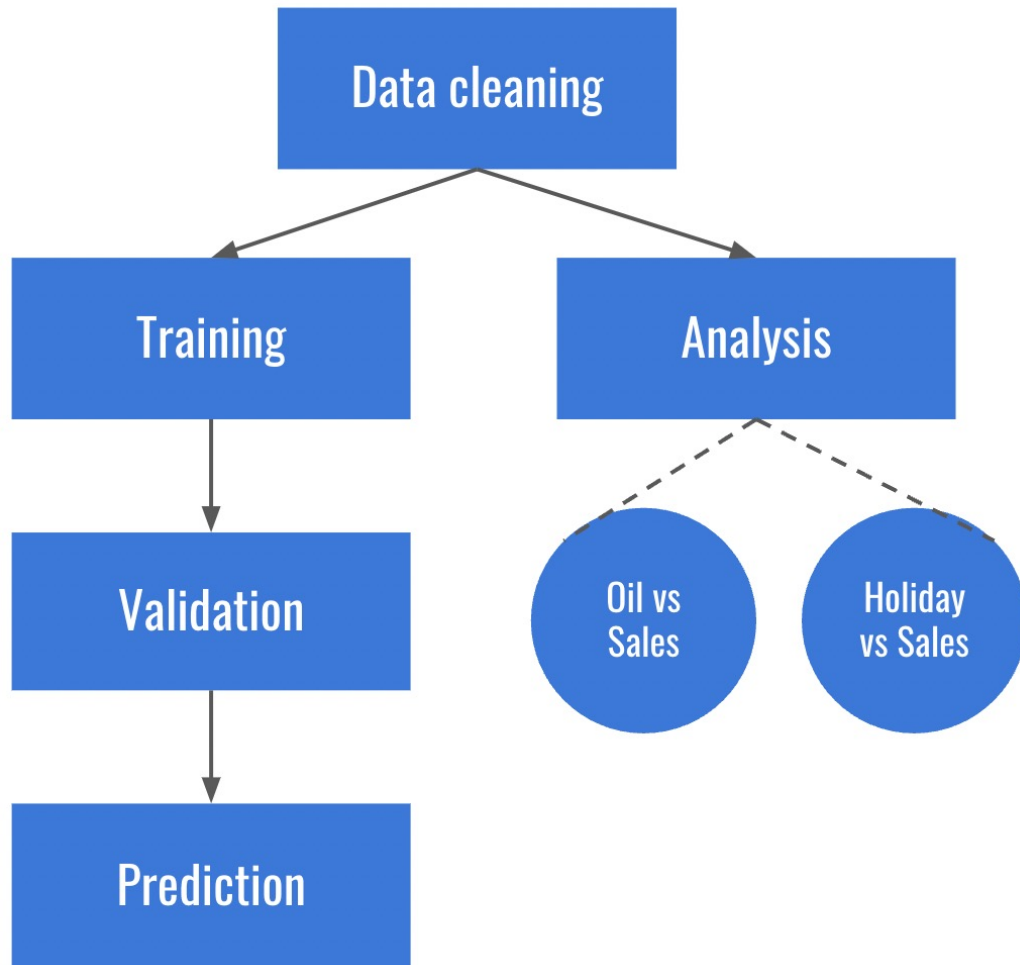 Data cleaning
Training
Analysis
Validation
Oil vs
Sales
Holiday
vs Sales
Prediction